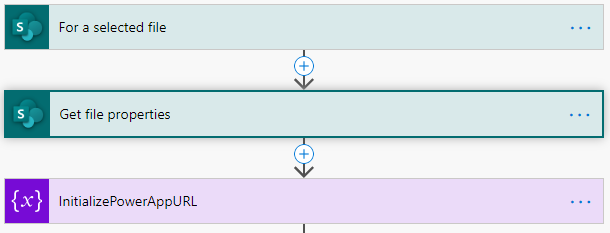 For a selected file
Get file properties
{x} InitializePowerAppURL